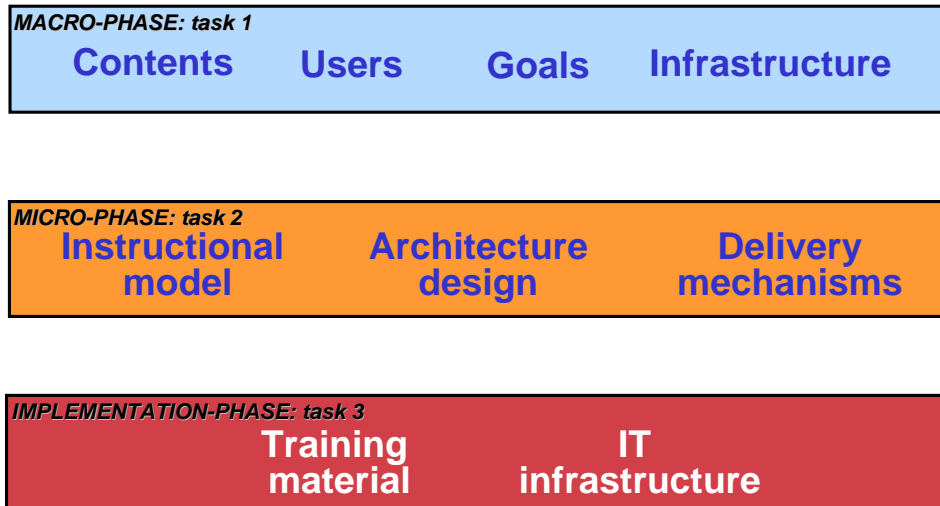 MACRO-PHASE: task 1
Contents Users Goals Infrastructure
MICRO-PHASE: task 2
Instructional Architecture Delivery
model design mechanisms
IMPLEMENTATION-PHASE: task 3
Training IT
material infrastructure